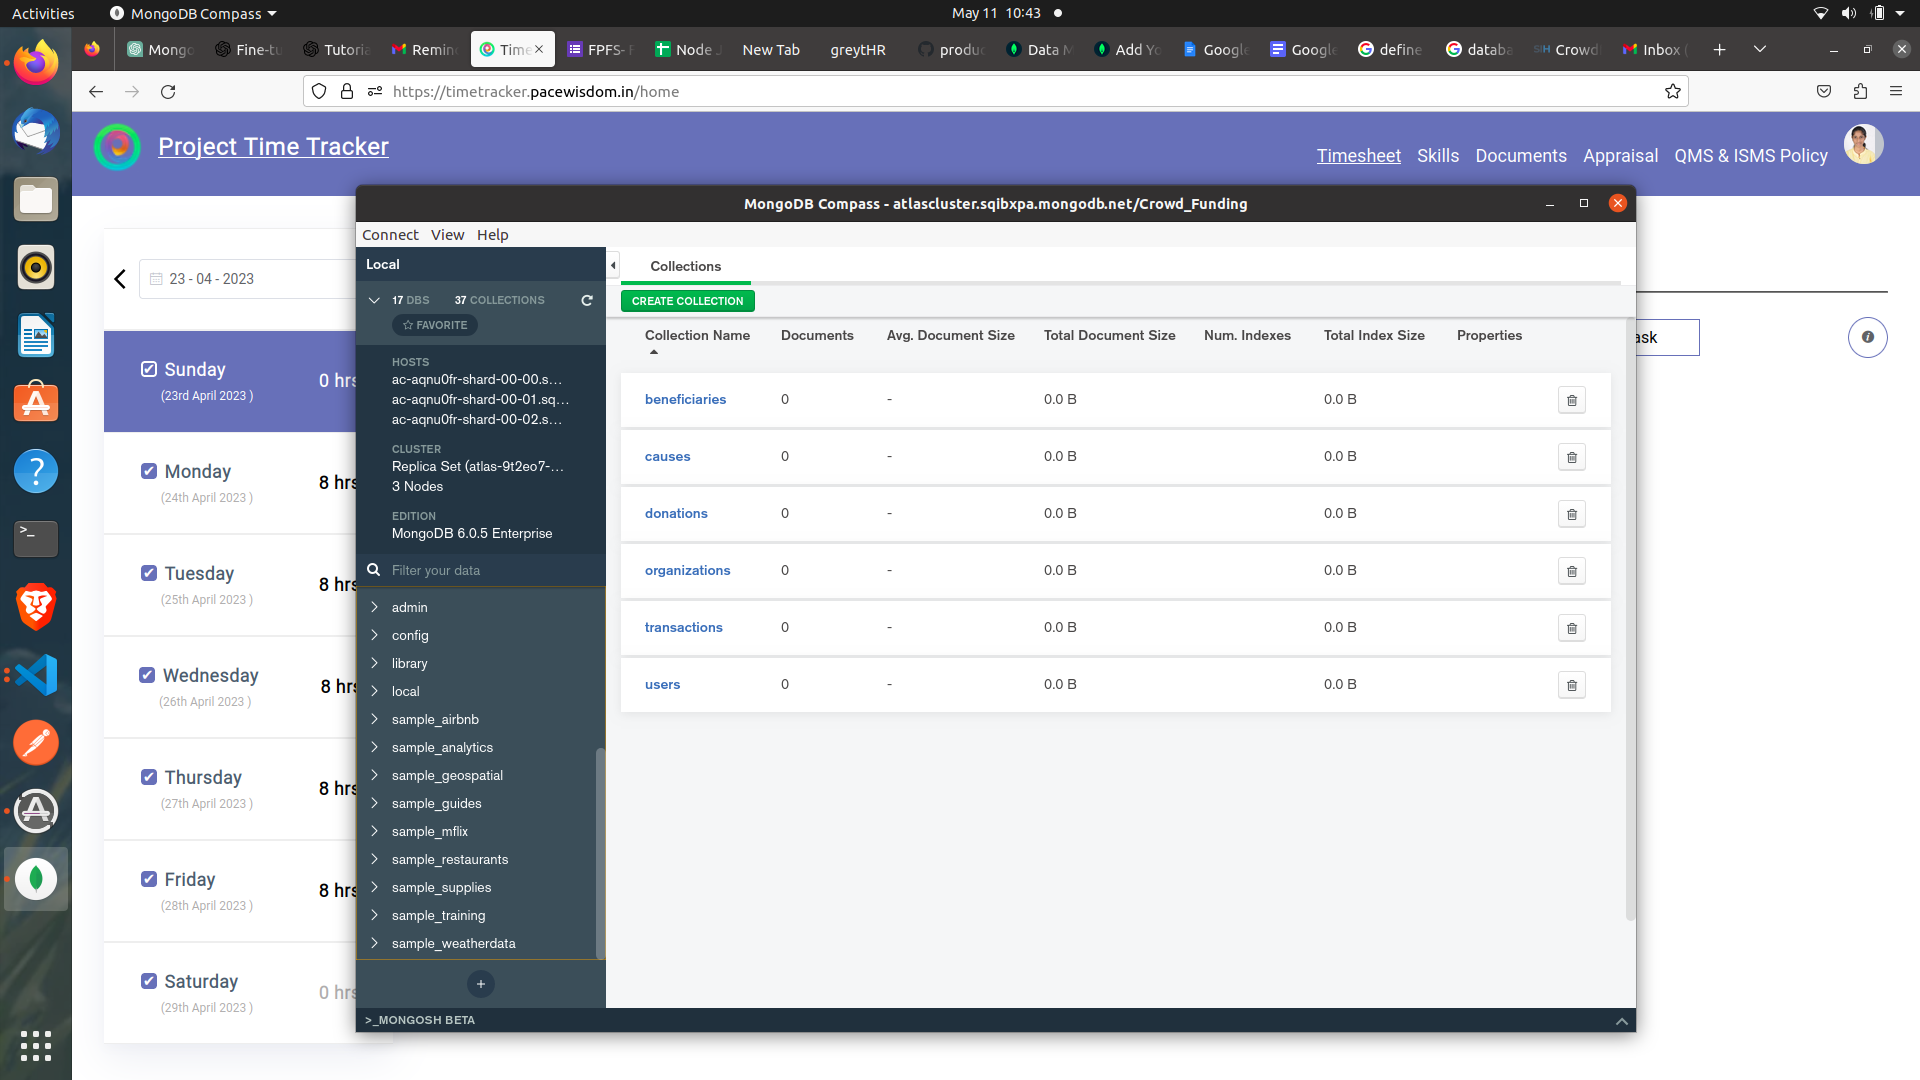 Activities
MongoDB Compass
May 11 10:43
Mongo
Fine-tu
Tutoria
Remin
Time
FPFS- F
Node J
New Tab
greytHR
produc
Data M
Add Yo
Google
Google
define
databa
Crowd
Inbox (
https://timetracker.pacewisdom.in/home
Project Time Tracker
Timesheet
Skills
Documents
Appraisal
QMS & ISMS Policy
MongoDB Compass - atlascluster.sqibxpa.mongodb.net/Crowd_Funding
Connect View Help
23 - 04 - 2023
Sunday
0 hrs
(23rd April 2023 )
Monday
8 hrs
(24th April 2023 )
Tuesday
8 hrs
(25th April 2023 )
Wednesday
8 hrs
(26th April 2023 )
Thursday
8 hrs
(27th April 2023 )
Friday
8 hrs
(28th April 2023 )
Saturday
0 hrs
(29th April 2023 )
Local
17 DBS 37 COLLECTIONS
FAVORITE
HOSTS
ac-aqnu0fr-shard-00-00.s...
ac-aqnu0fr-shard-00-01.sq...
ac-aqnu0fr-shard-00-02.s...
CLUSTER
Replica Set (atlas-9t2eo7-...
3 Nodes
EDITION
MongoDB 6.0.5 Enterprise
Filter your data
admin
config
library
local
sample_airbnb
sample_analytics
sample_geospatial
sample_guides
sample_mflix
sample_restaurants
sample_supplies
sample_training
sample_weatherdata
+
>_MONGOSH BETA
Collections
CREATE COLLECTION
Collection Name Documents Avg. Document Size Total Document Size Num. Indexes Total Index Size Properties
beneficiaries 0 - 0.0 B 0.0 B
causes 0 - 0.0 B 0.0 B
donations 0 - 0.0 B 0.0 B
organizations 0 - 0.0 B 0.0 B
transactions 0 - 0.0 B 0.0 B
users 0 - 0.0 B 0.0 B
ask